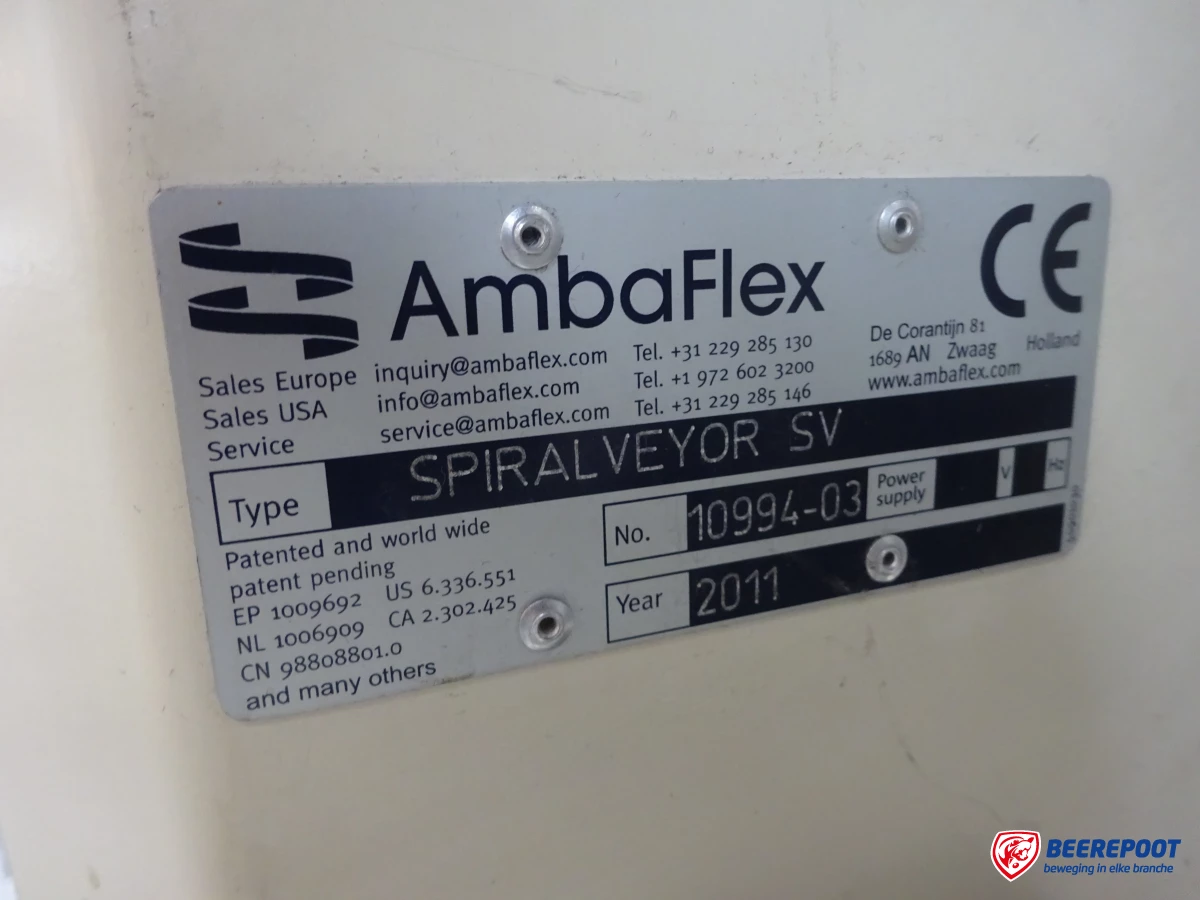 AmbaFlex
CE
Sales Europe inquiry@ambaflex.com Tel. +31 229 285 130
Sales USA info@ambaflex.com Tel. +1 972 602 3200
Service service@ambaflex.com Tel. +31 229 285 146
De Corantijn 81
1689 AN Zwaag Holland
www.ambaflex.com
Type SPIRALVEYOR SV
No. 10994-03 Power supply V Hz
Year 2011
Patented and world wide
patent pending
EP 1009692 US 6.336.551
NL 1006909 CA 2.302.425
CN 98808801.0
and many others
BEEREPOOT
beweging in elke branche